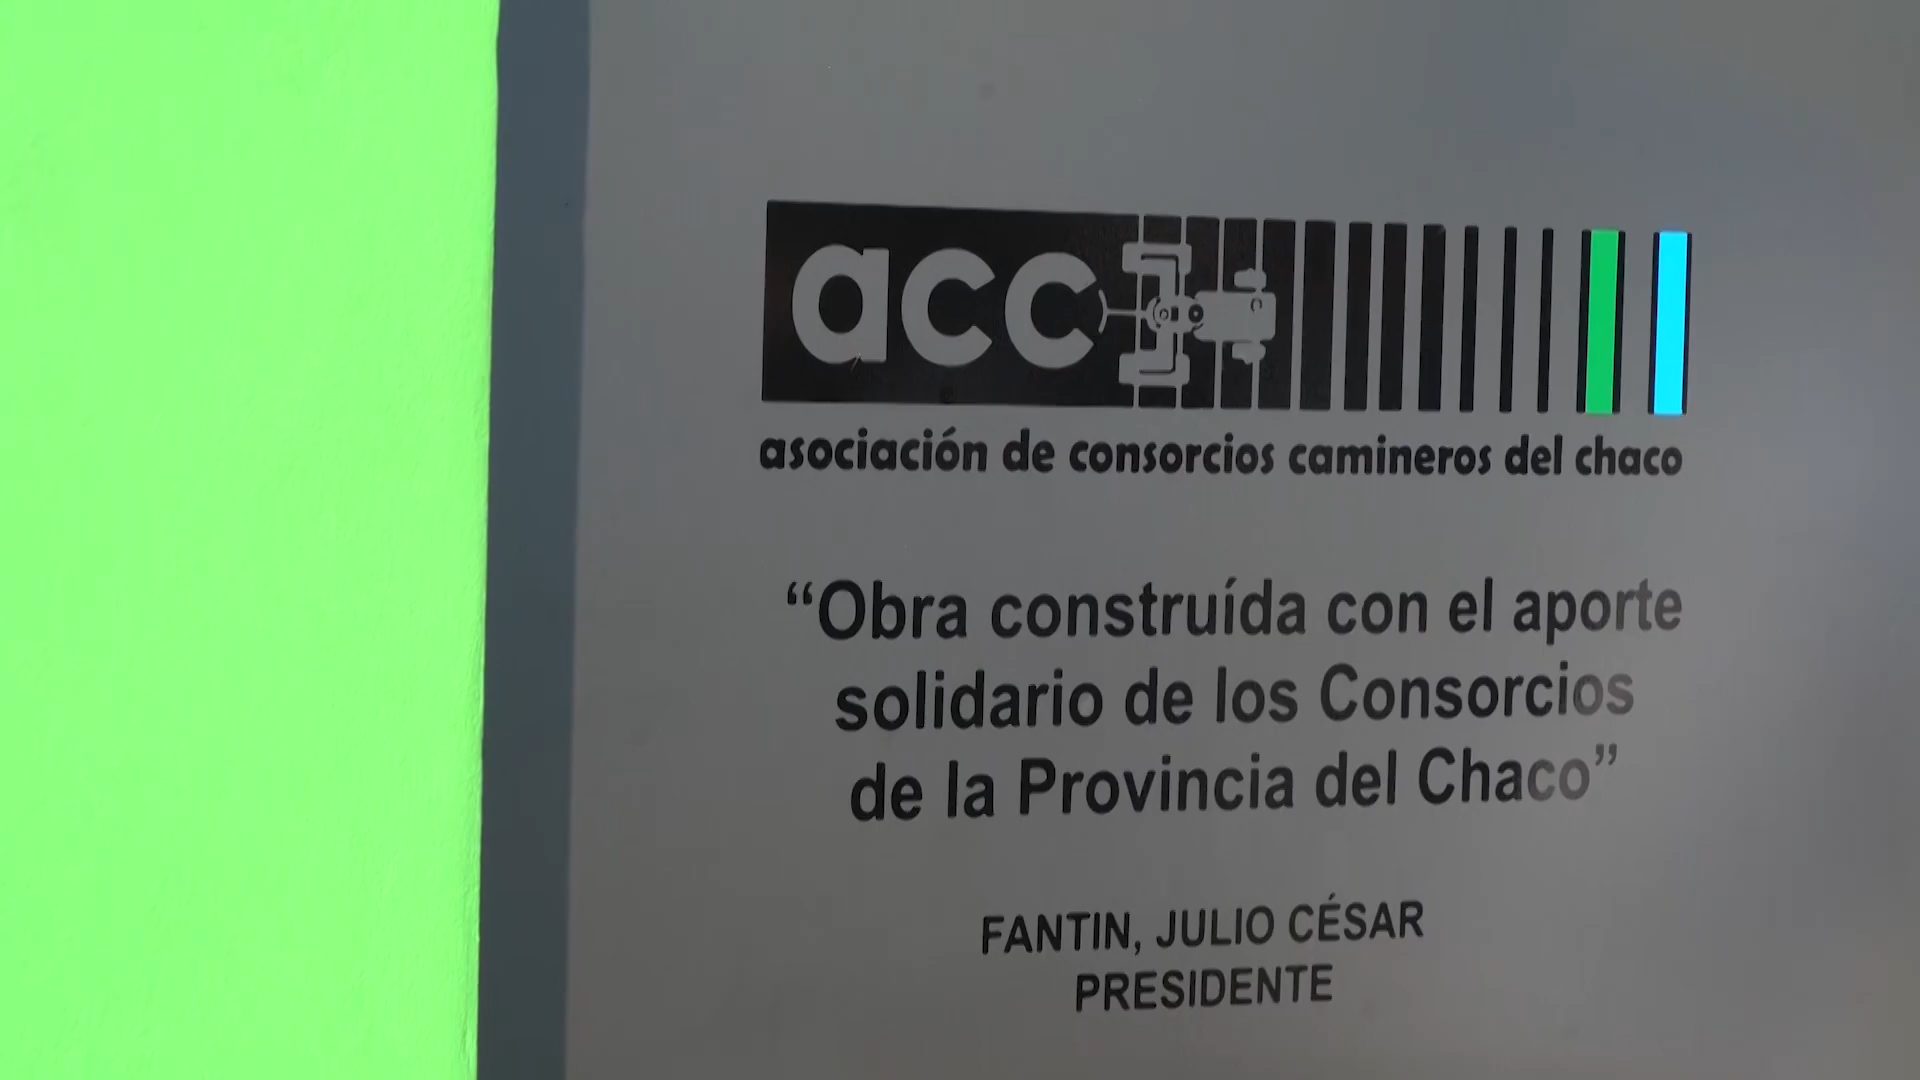 acc
asociación de consorcios camineros del chaco
“Obra construída con el aporte
solidario de los Consorcios
de la Provincia del Chaco”
FANTIN, JULIO CÉSAR
PRESIDENTE